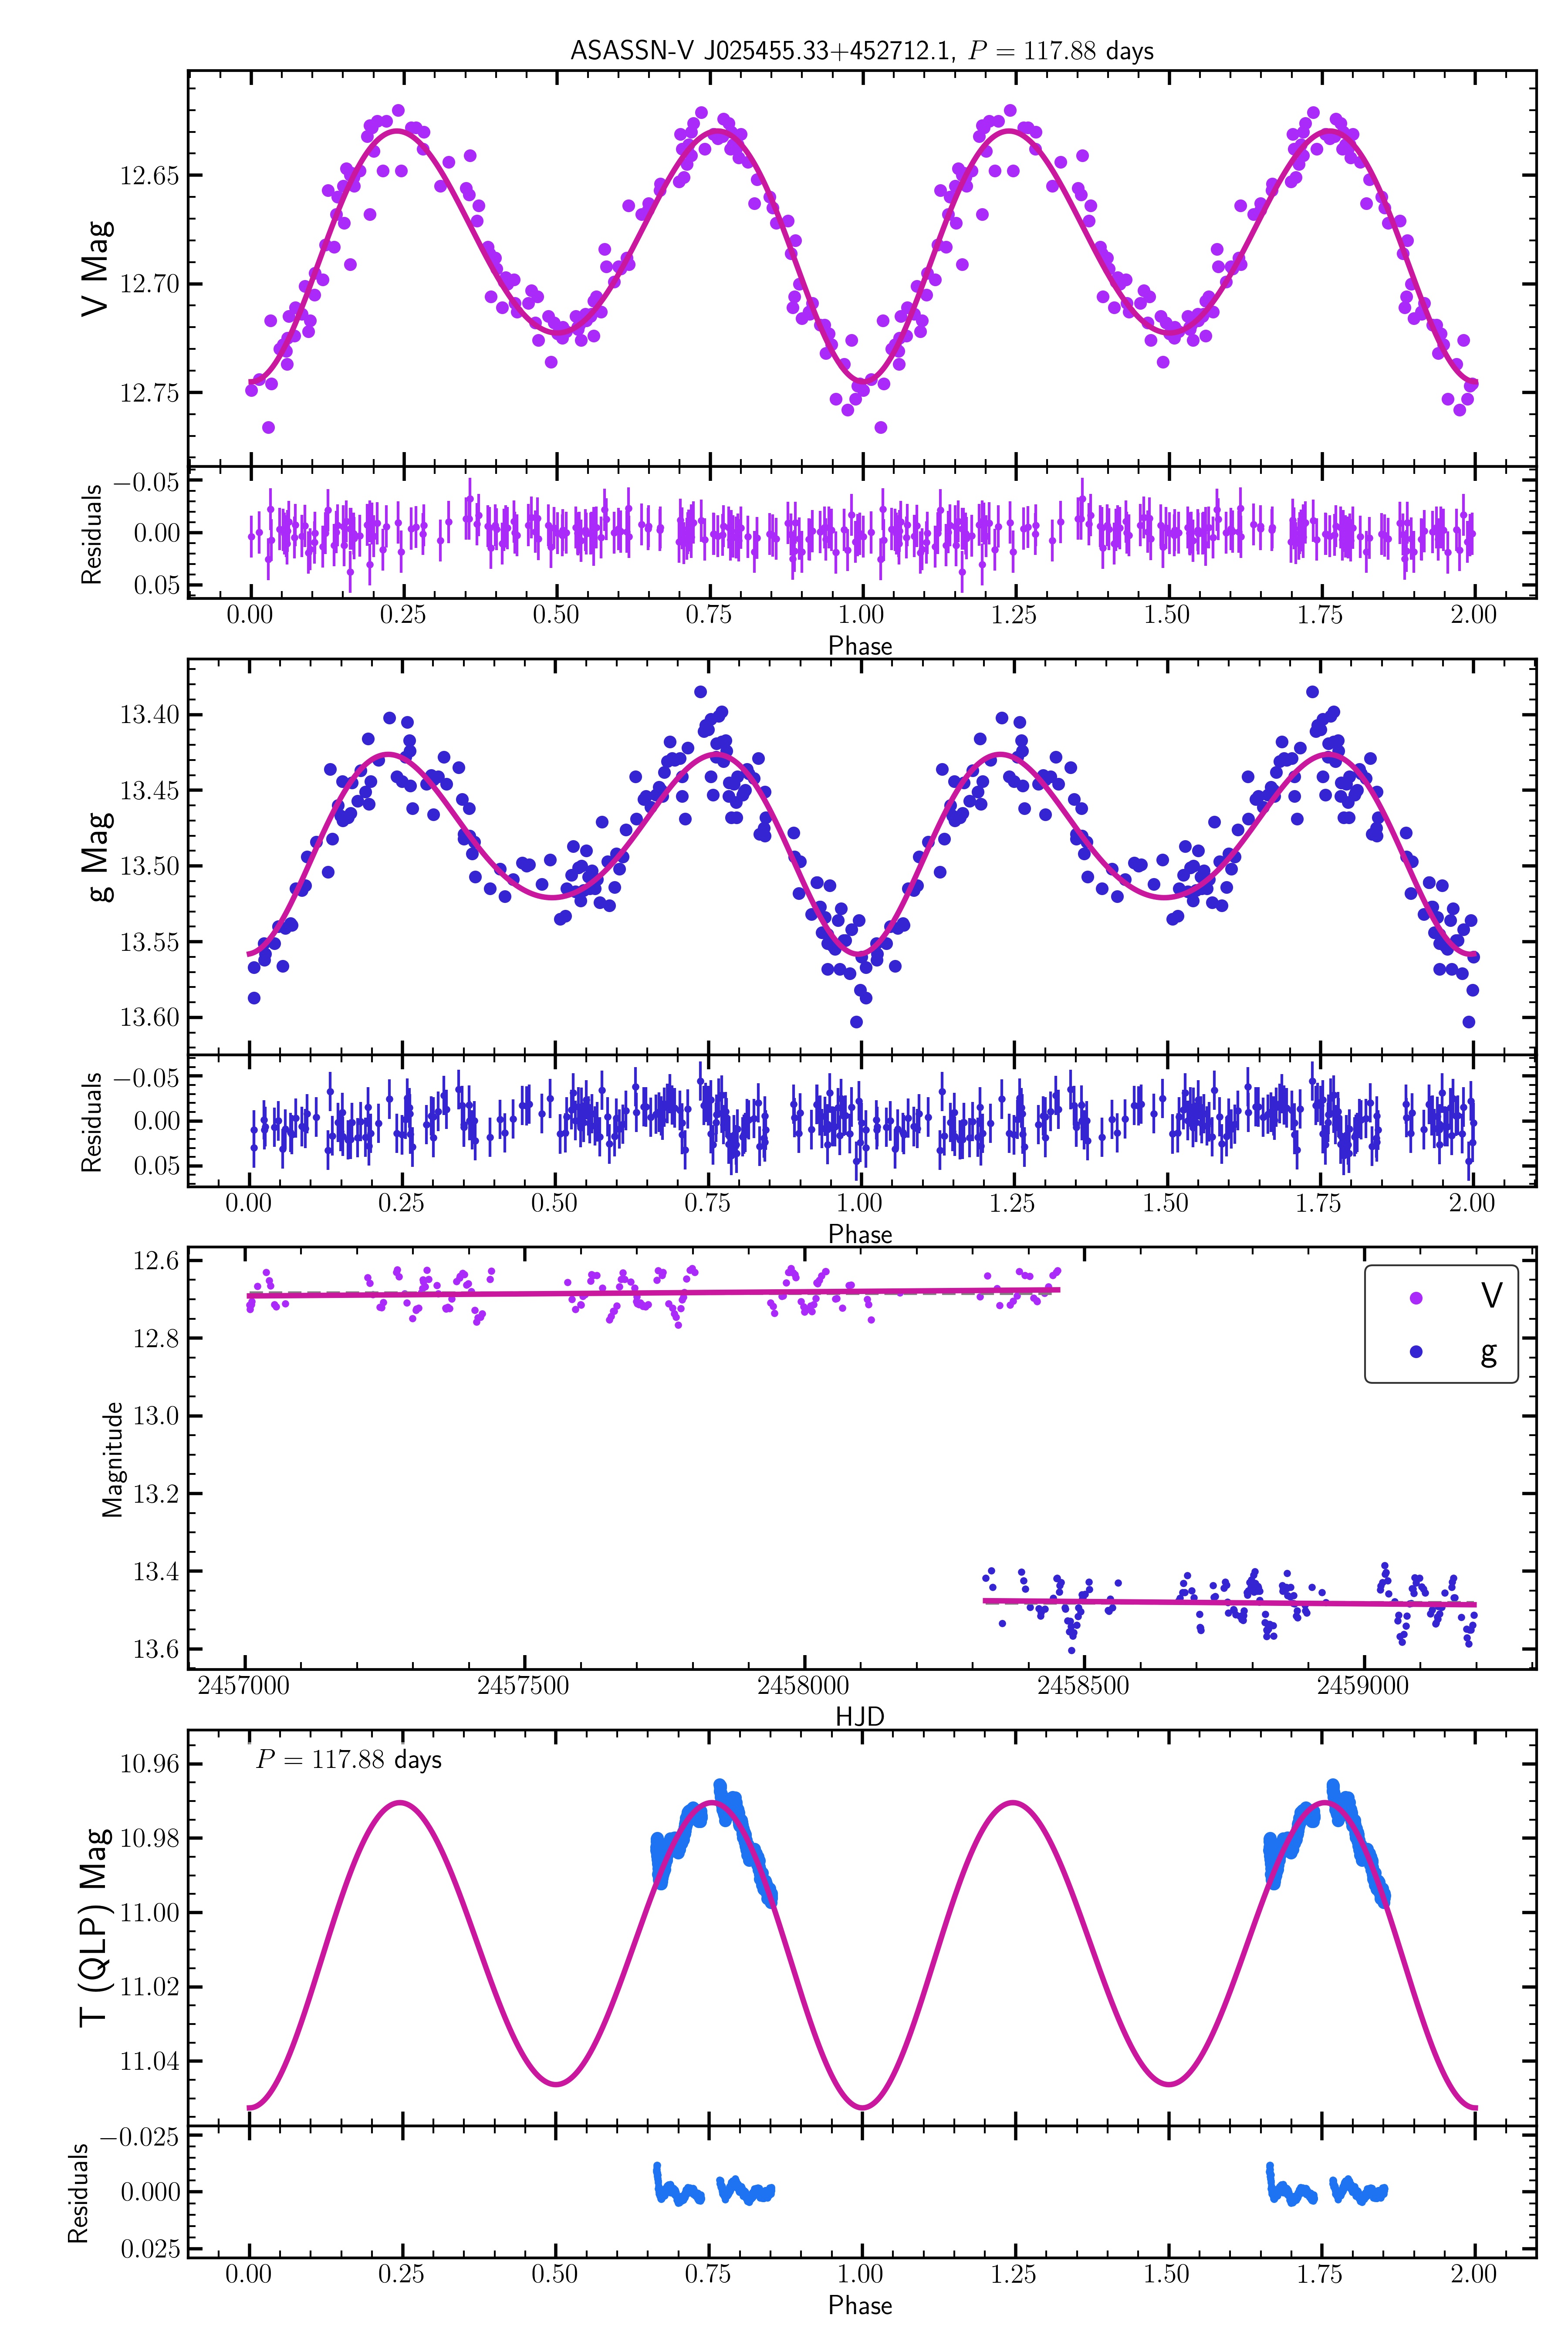 ASASSN-V J025455.33+452712.1, P = 117.88 days
V Mag
12.65
12.70
12.75
Residuals
−0.05
0.00
0.05
0.00 0.25 0.50 0.75 1.00 1.25 1.50 1.75 2.00
Phase
g Mag
13.40
13.45
13.50
13.55
13.60
Residuals
−0.05
0.00
0.05
0.00 0.25 0.50 0.75 1.00 1.25 1.50 1.75 2.00
Phase
Magnitude
12.6
12.8
13.0
13.2
13.4
13.6
V
g
2457000 2457500 2458000 2458500 2459000
HJD
P = 117.88 days
T (QLP) Mag
10.96
10.98
11.00
11.02
11.04
Residuals
−0.025
0.000
0.025
0.00 0.25 0.50 0.75 1.00 1.25 1.50 1.75 2.00
Phase